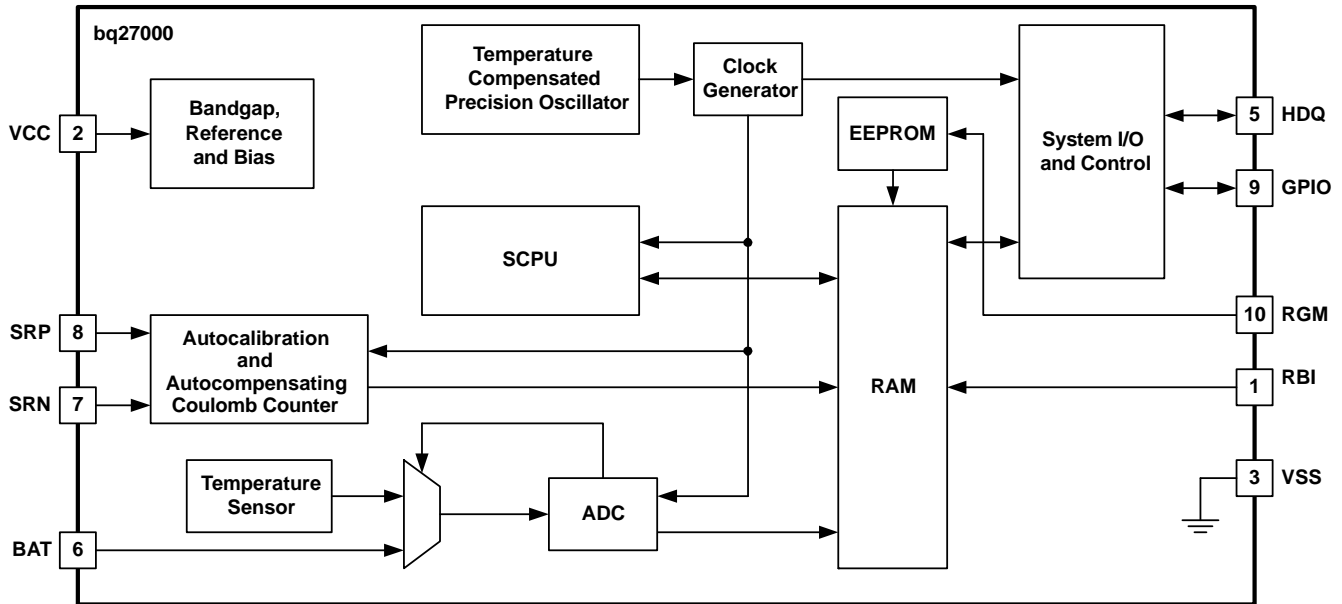 bq27000
Temperature
Compensated
Precision Oscillator
Clock
Generator
Bandgap,
Reference
and Bias
VCC
2
EEPROM
System I/O
and Control
5
HDQ
9
GPIO
SCPU
SRP
8
SRN
7
Autocalibration
and
Autocompensating
Coulomb Counter
RAM
10
RGM
1
RBI
Temperature
Sensor
ADC
3
VSS
BAT
6